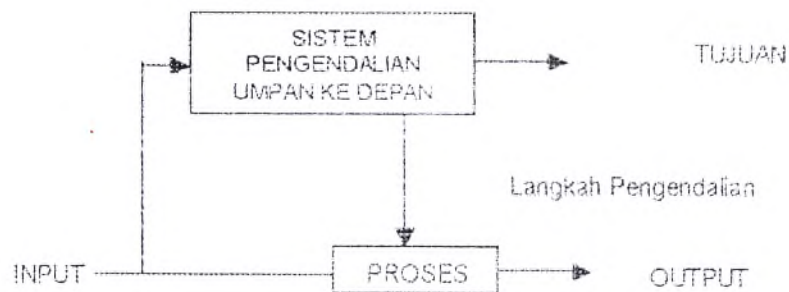 SISTEM
PENGENDALIAN
UMPAN KE DEPAN
TUJUAN
Langkah Pengendalian
INPUT
PROSES
OUTPUT